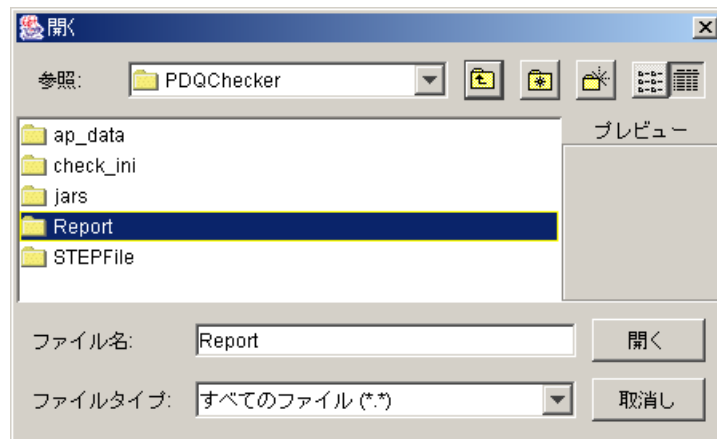 開く
参照: PDQChecker
ap_data
check_ini
jars
Report
STEPFile
プレビュー
ファイル名: Report 開く
ファイルタイプ: すべてのファイル (*.*) 取消し